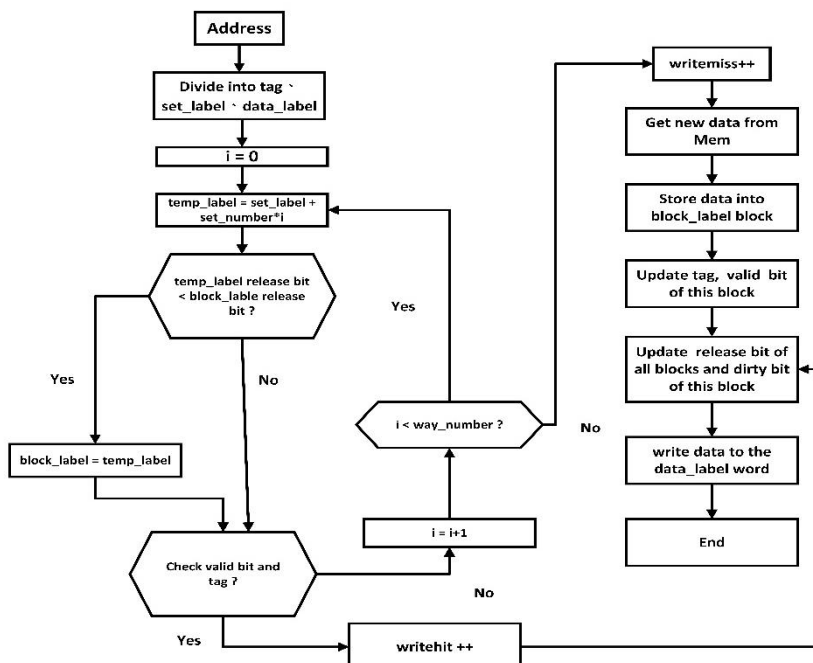 Address
Divide into tag、
set_label、data_label
i = 0
temp_label = set_label +
set_number*i
temp_label release bit
< block_lable release
bit ?
Yes
No
block_label = temp_label
Check valid bit and
tag ?
Yes
No
writehit ++
i = i+1
i < way_number ?
Yes
No
writemiss++
Get new data from
Mem
Store data into
block_label block
Update tag, valid bit
of this block
Update release bit of
all blocks and dirty bit
of this block
write data to the
data_label word
End